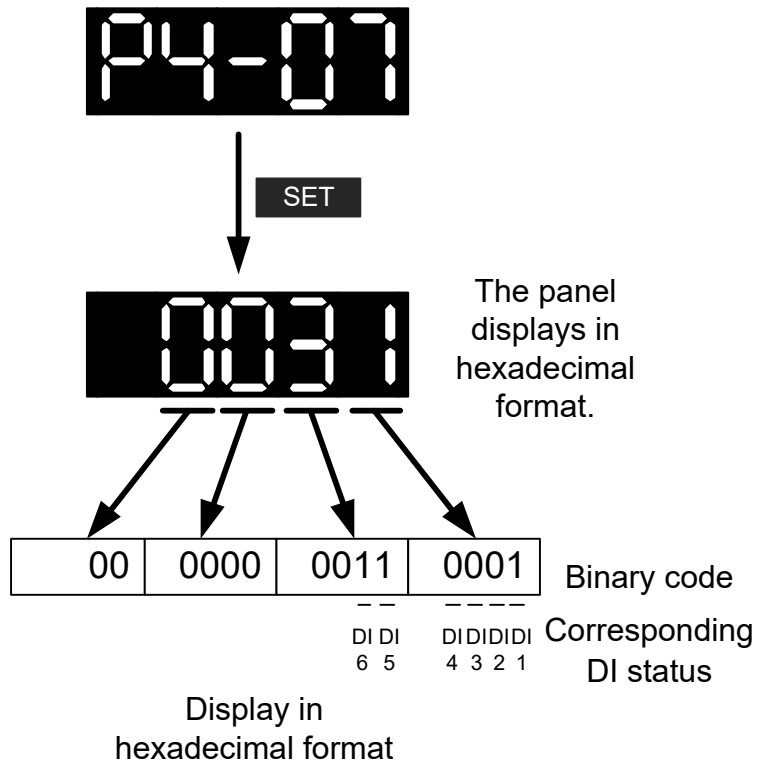 P4-07
SET
0031
The panel
displays in
hexadecimal
format.
00 0000 0011 0001
Binary code
DI DI DI DI DI DI
6 5 4 3 2 1
Corresponding
DI status
Display in
hexadecimal format